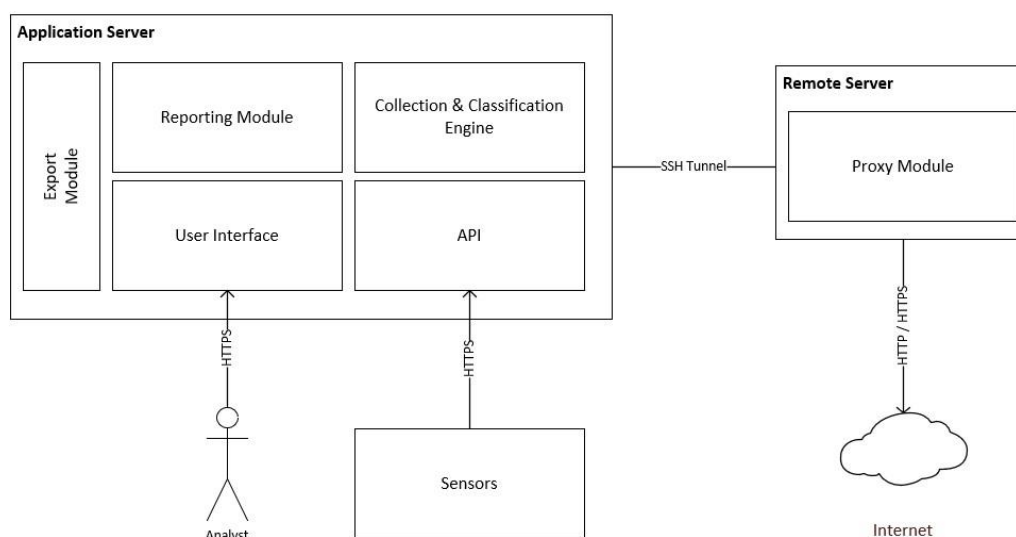 Application Server
Export
Module
Reporting Module
Collection & Classification
Engine
User Interface
API
SSH Tunnel
Remote Server
Proxy Module
HTTPS
HTTPS
HTTP / HTTPS
Sensors
Analyst
Internet